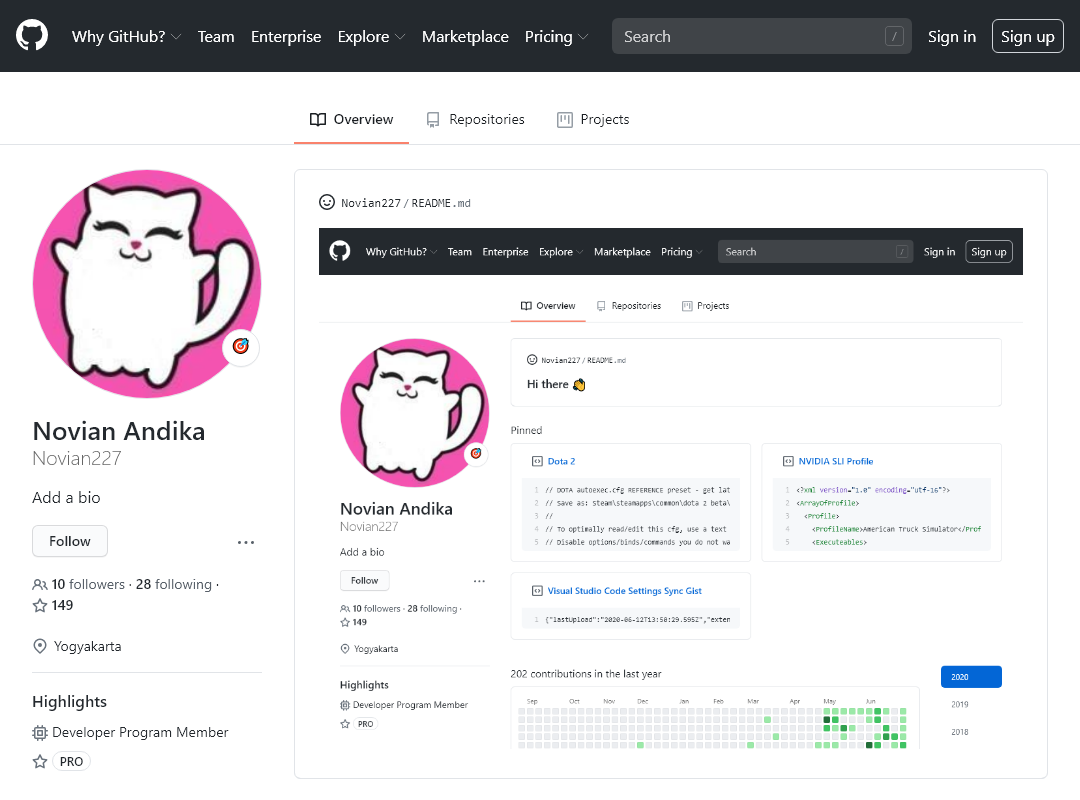 Why GitHub? Team Enterprise Explore Marketplace Pricing Search / Sign in Sign up
Overview Repositories Projects
Novian Andika
Novian227
Add a bio
Follow ...
10 followers · 28 following ·
149
Yogyakarta
Highlights
Developer Program Member
PRO
Novian227/README.md
Why GitHub? Team Enterprise Explore Marketplace Pricing Search / Sign in Sign up
Overview Repositories Projects
Novian Andika
Novian227
Add a bio
Follow ...
10 followers · 28 following ·
149
Yogyakarta
Highlights
Developer Program Member
PRO
Novian227/README.md
Hi there
Pinned
Dota 2
1 // DOTA autoexec.cfg REFERENCE preset - get lat
2 // Save as: Steam\steamapps\common\dota 2 beta\
3 //
4 // To optimally read/edit this cfg, use a text
5 // Disable options/binds/commands you do not wa
NVIDIA SLI Profile
1 <?xml version="1.0" encoding="utf-16"?>
2 <ArrayOfProfile>
3 <Profile>
4 <ProfileName>American Truck Simulator</Prof
5 <Executeables>
Visual Studio Code Settings Sync Gist
1 {"lastUpload":"2020-06-12T13:50:29.595Z","exten
202 contributions in the last year
Sep Oct Nov Dec Jan Feb Mar Apr May Jun
2020
2019
2018